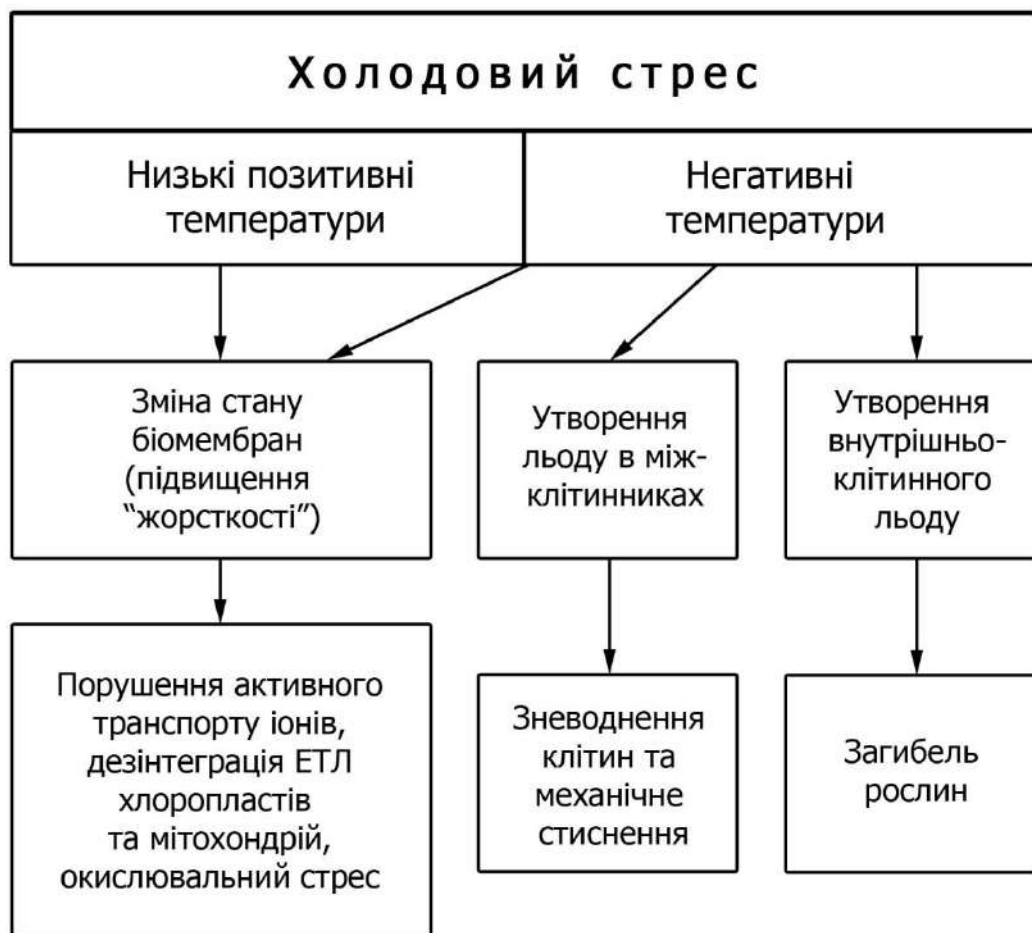 Холодовий стрес
Низькі позитивні
температури
Негативні
температури
Зміна стану
біомембран
(підвищення
“жорсткості”)
Утворення
льоду в між-
клітинниках
Утворення
внутрішньо-
клітинного
льоду
Порушення активного
транспорту іонів,
дезінтеграція ЕТЛ
хлоропластів
та мітохондрій,
окислювальний стрес
Зневоднення
клітин та
механічне
стиснення
Загибель
рослин